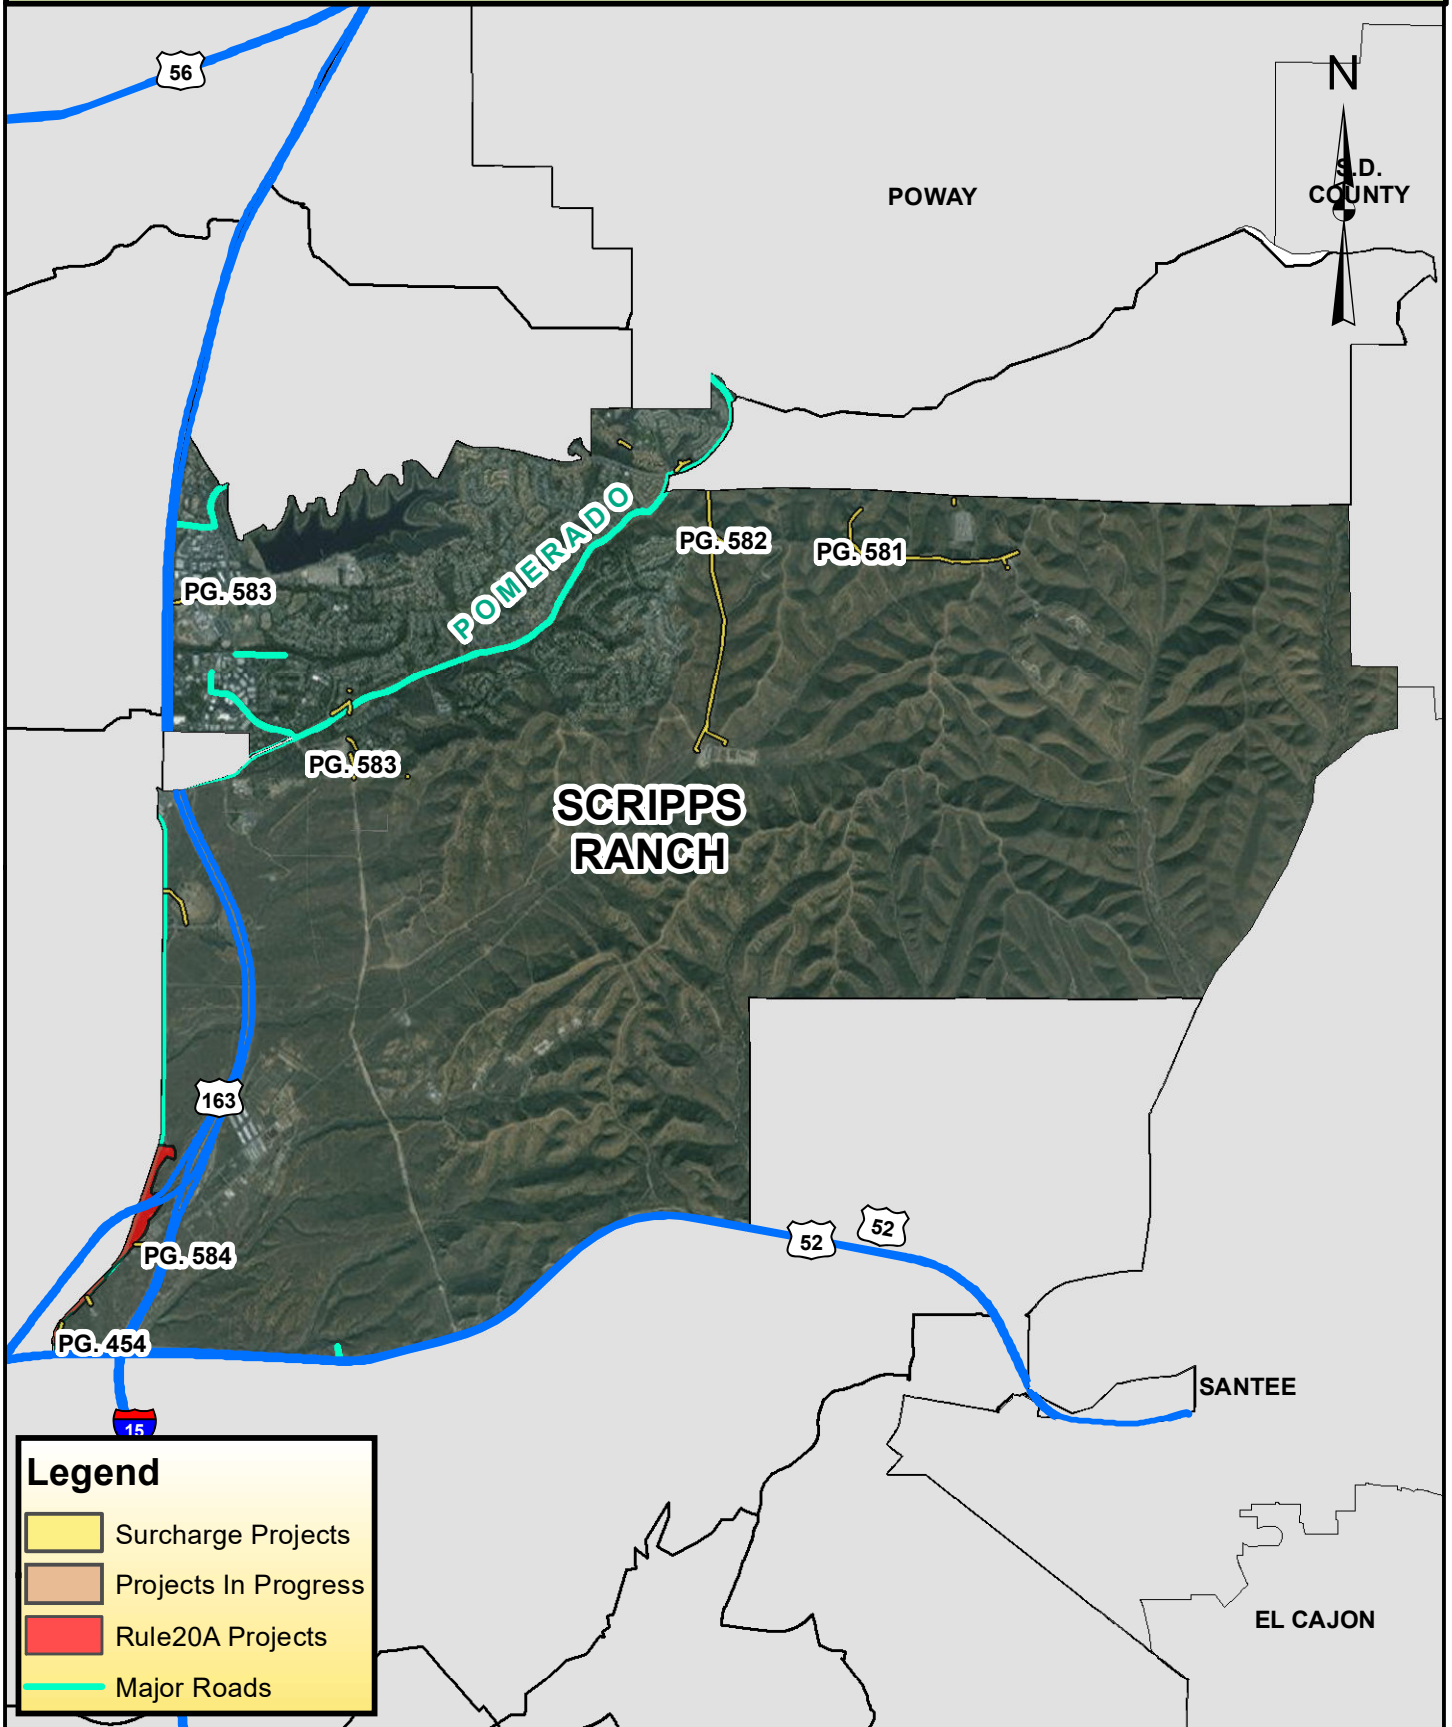 56
N
POWAY
S.D.
COUNTY
POMERADO
PG. 582
PG. 581
PG. 583
PG. 583
SCRIPPS
RANCH
163
52
52
PG. 584
PG. 454
SANTEE
15
Legend
Surcharge Projects
Projects In Progress
Rule20A Projects
Major Roads
EL CAJON